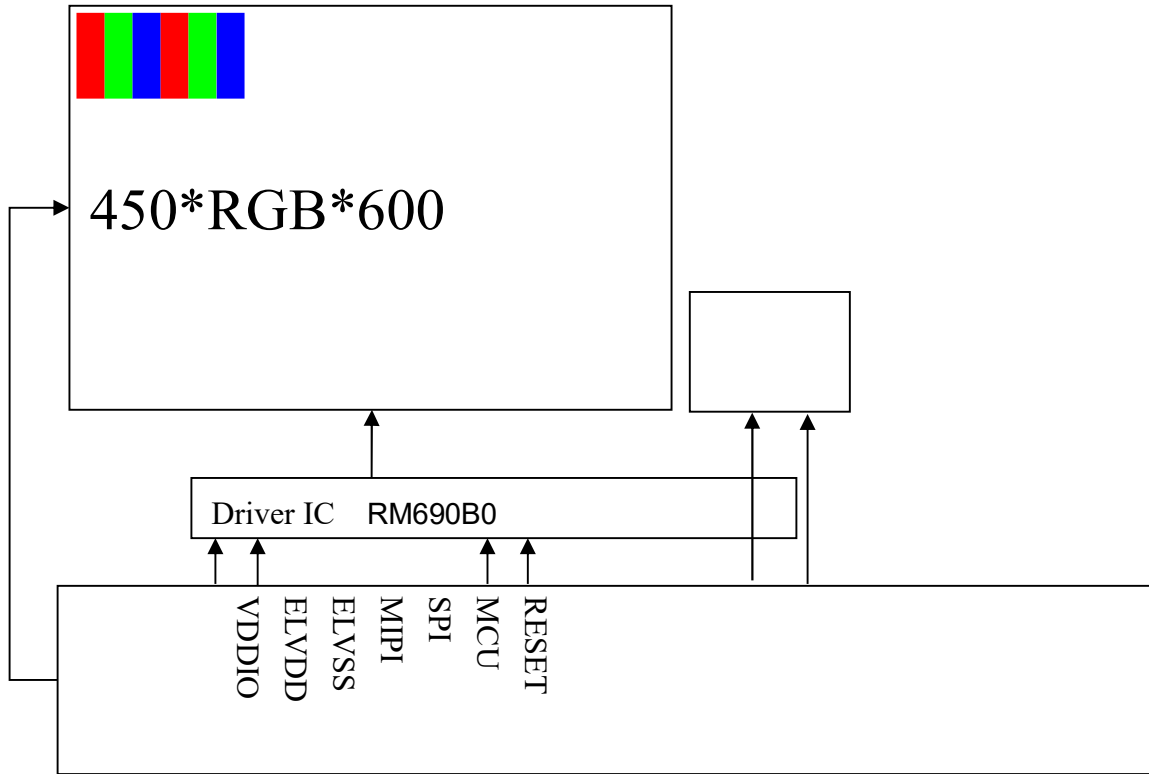 450*RGB*600
Driver IC RM690B0
VDDIO
ELVDD
ELVSS
MIPI
SPI
MCU
RESET